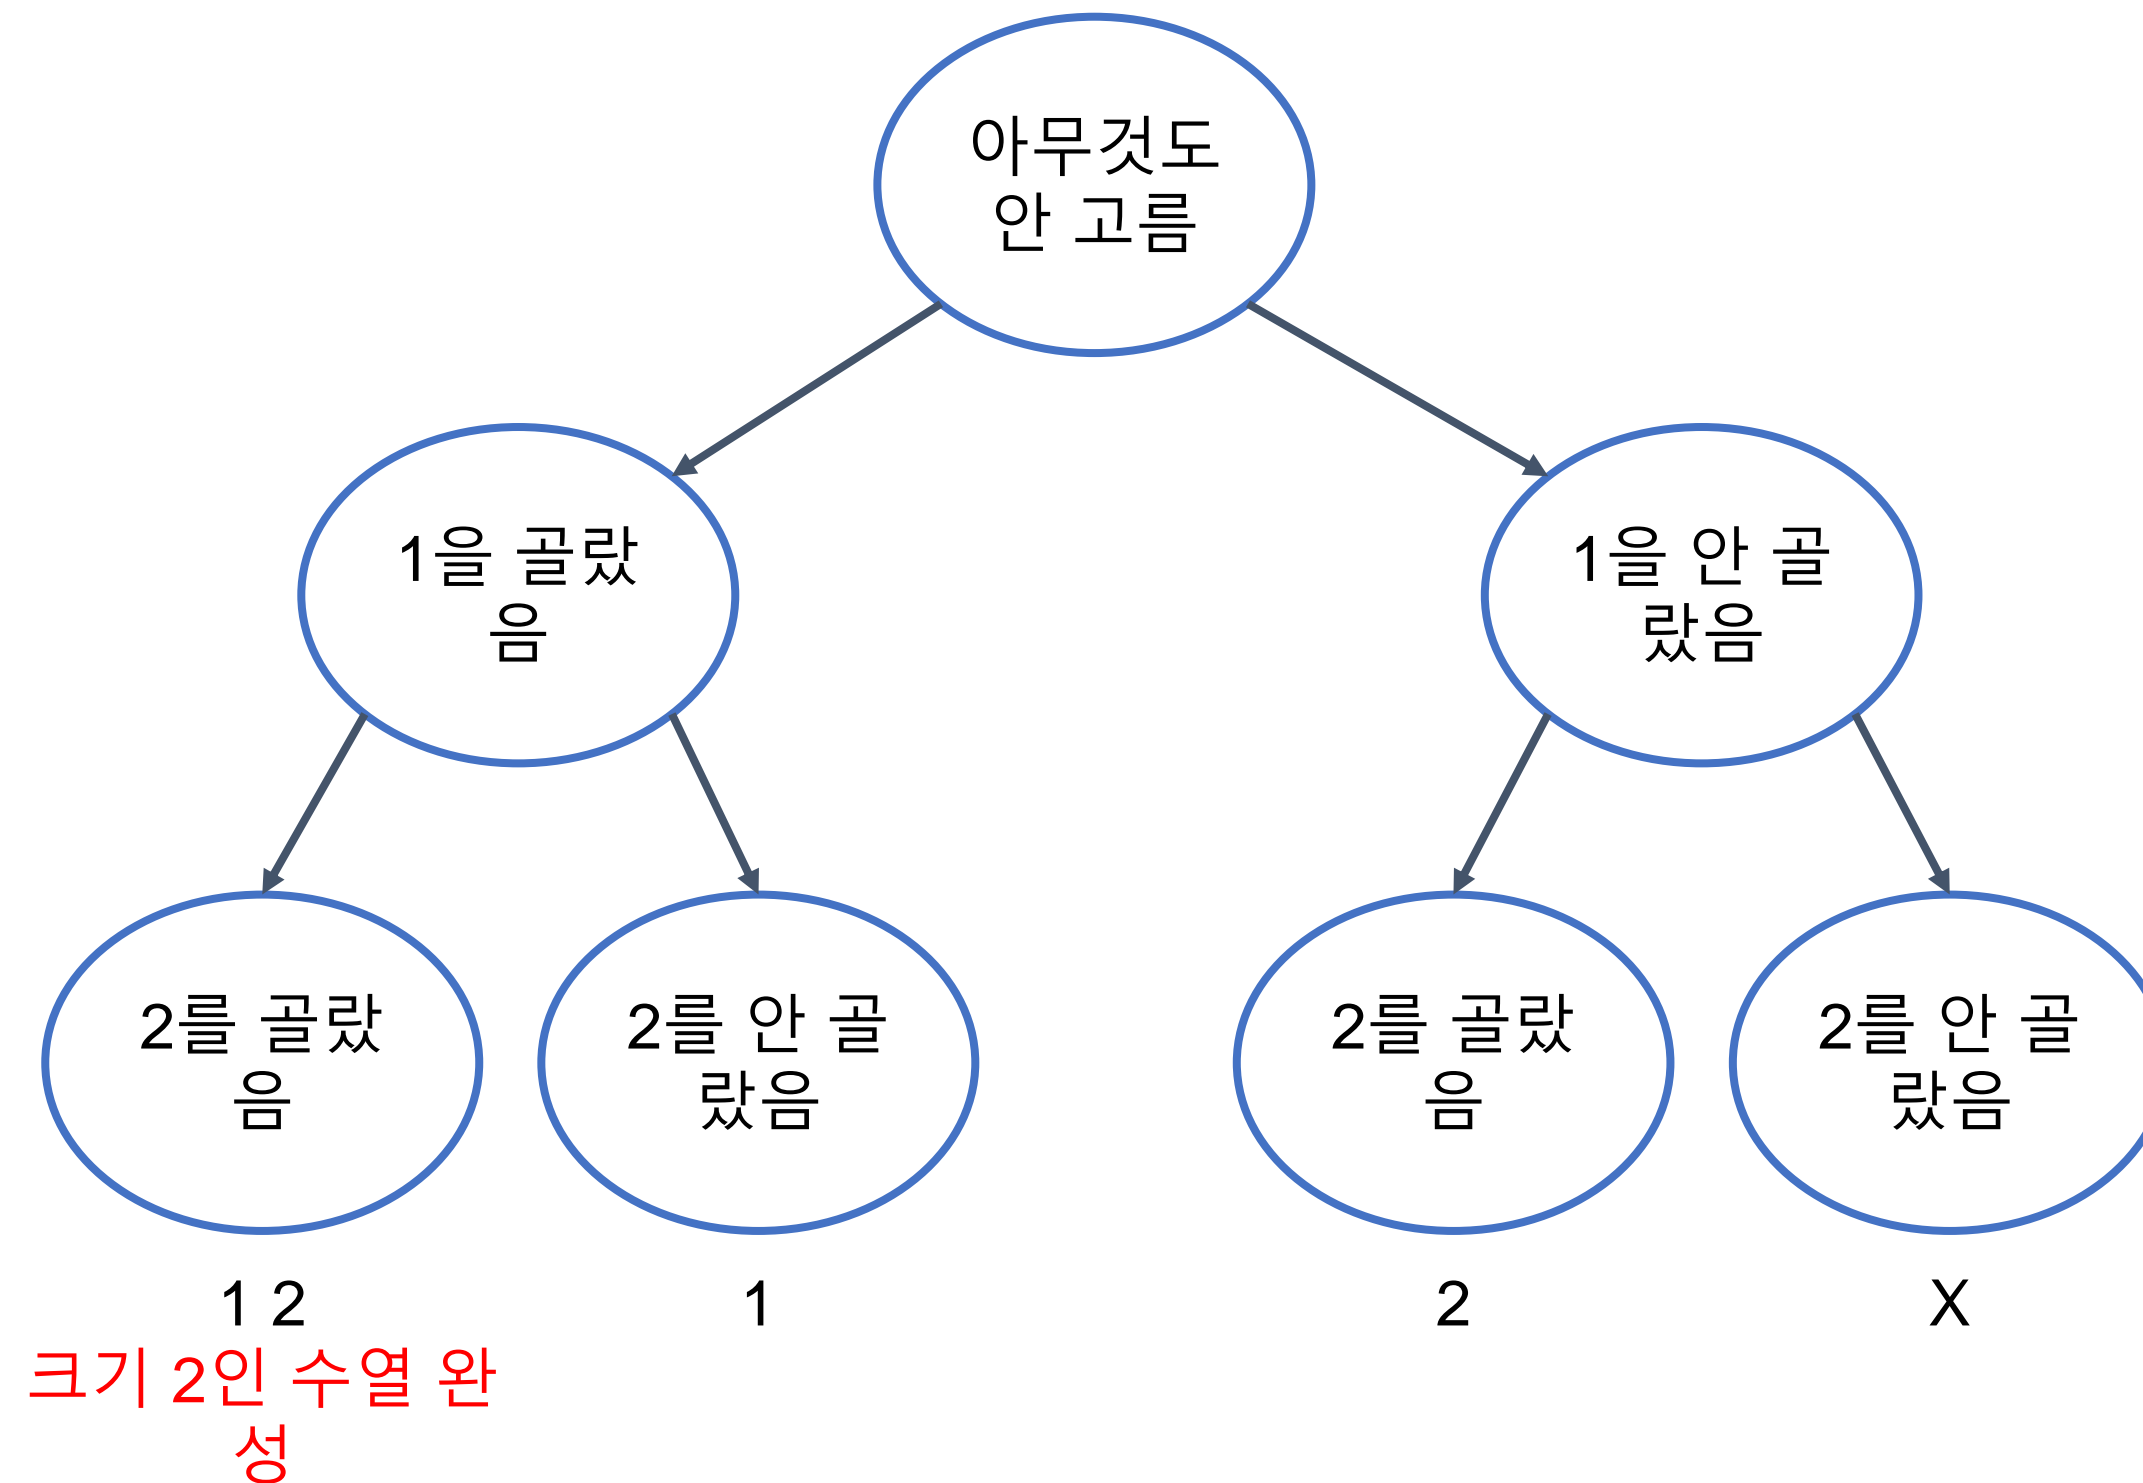 아무것도
안 고름
1을 골랐
음
1을 안 골
랐음
2를 골랐
음
2를 안 골
랐음
2를 골랐
음
2를 안 골
랐음
1 2
1
2
X
크기 2인 수열 완
성